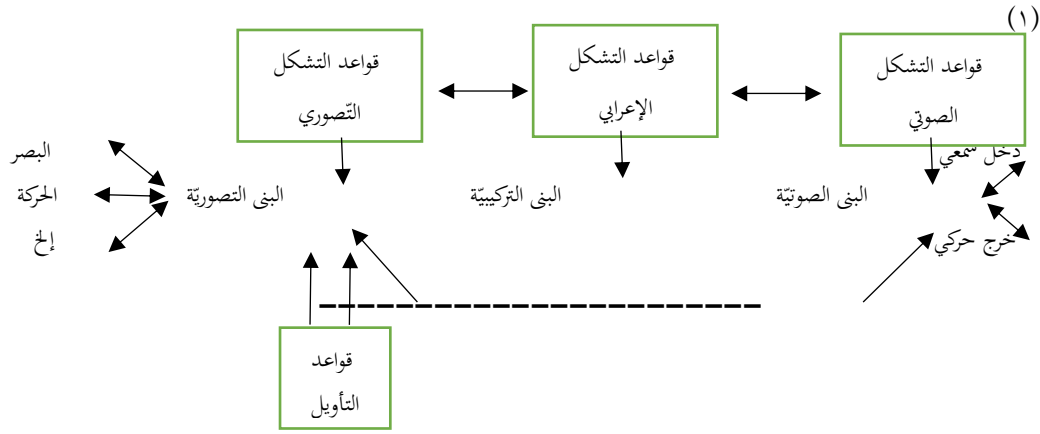 (١)
قواعد التشكل
الصوتي
قواعد التشكل
الإعرابي
قواعد التشكل
التّصوري
دخل سمعي
خرج حركي
البنى الصوتيّة
البنى التركيبيّة
البنى التصوريّة
البصر
الحركة
إلخ
قواعد
التأويل